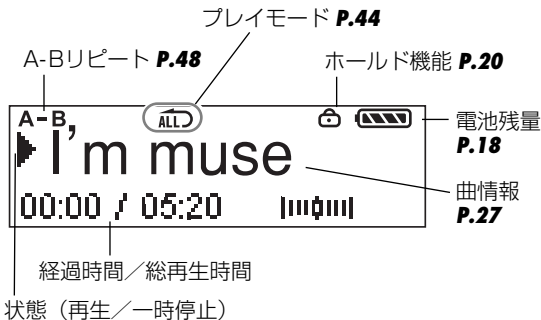 プレイモード P.44
A-Bリピート P.48
ホールド機能 P.20
A-B,
ALL
I'm muse
電池残量
P.18
曲情報
P.27
00:00 / 05:20
経過時間／総再生時間
状態（再生／一時停止）